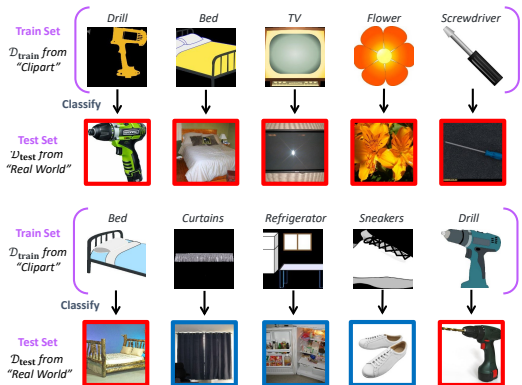 Train Set
𝒟train from
"Clipart"
Drill
Bed
TV
Flower
Screwdriver
Classify
Test Set
𝒟test from
"Real World"
Train Set
𝒟train from
"Clipart"
Bed
Curtains
Refrigerator
Sneakers
Drill
Classify
Test Set
𝒟test from
"Real World"